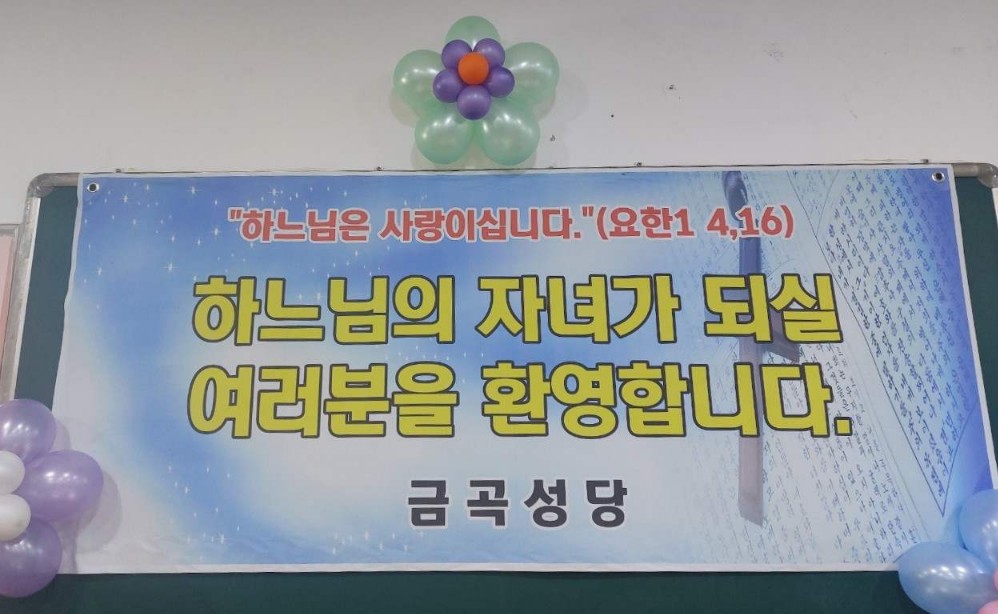 "하느님은 사랑이십니다."(요한1 4,16)
하느님의 자녀가 되실
여러분을 환영합니다.
금곡성당